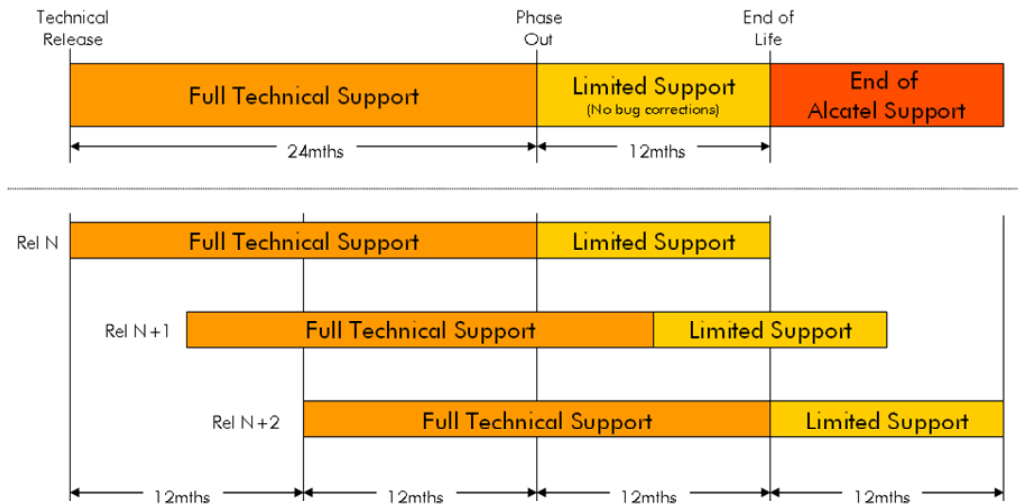 Technical
Release
Phase
Out
End of
Life
Full Technical Support
Limited Support
(No bug corrections)
End of
Alcatel Support
24mths
12mths
Rel N
Full Technical Support
Limited Support
Rel N+1
Full Technical Support
Limited Support
Rel N+2
Full Technical Support
Limited Support
12mths
12mths
12mths
12mths